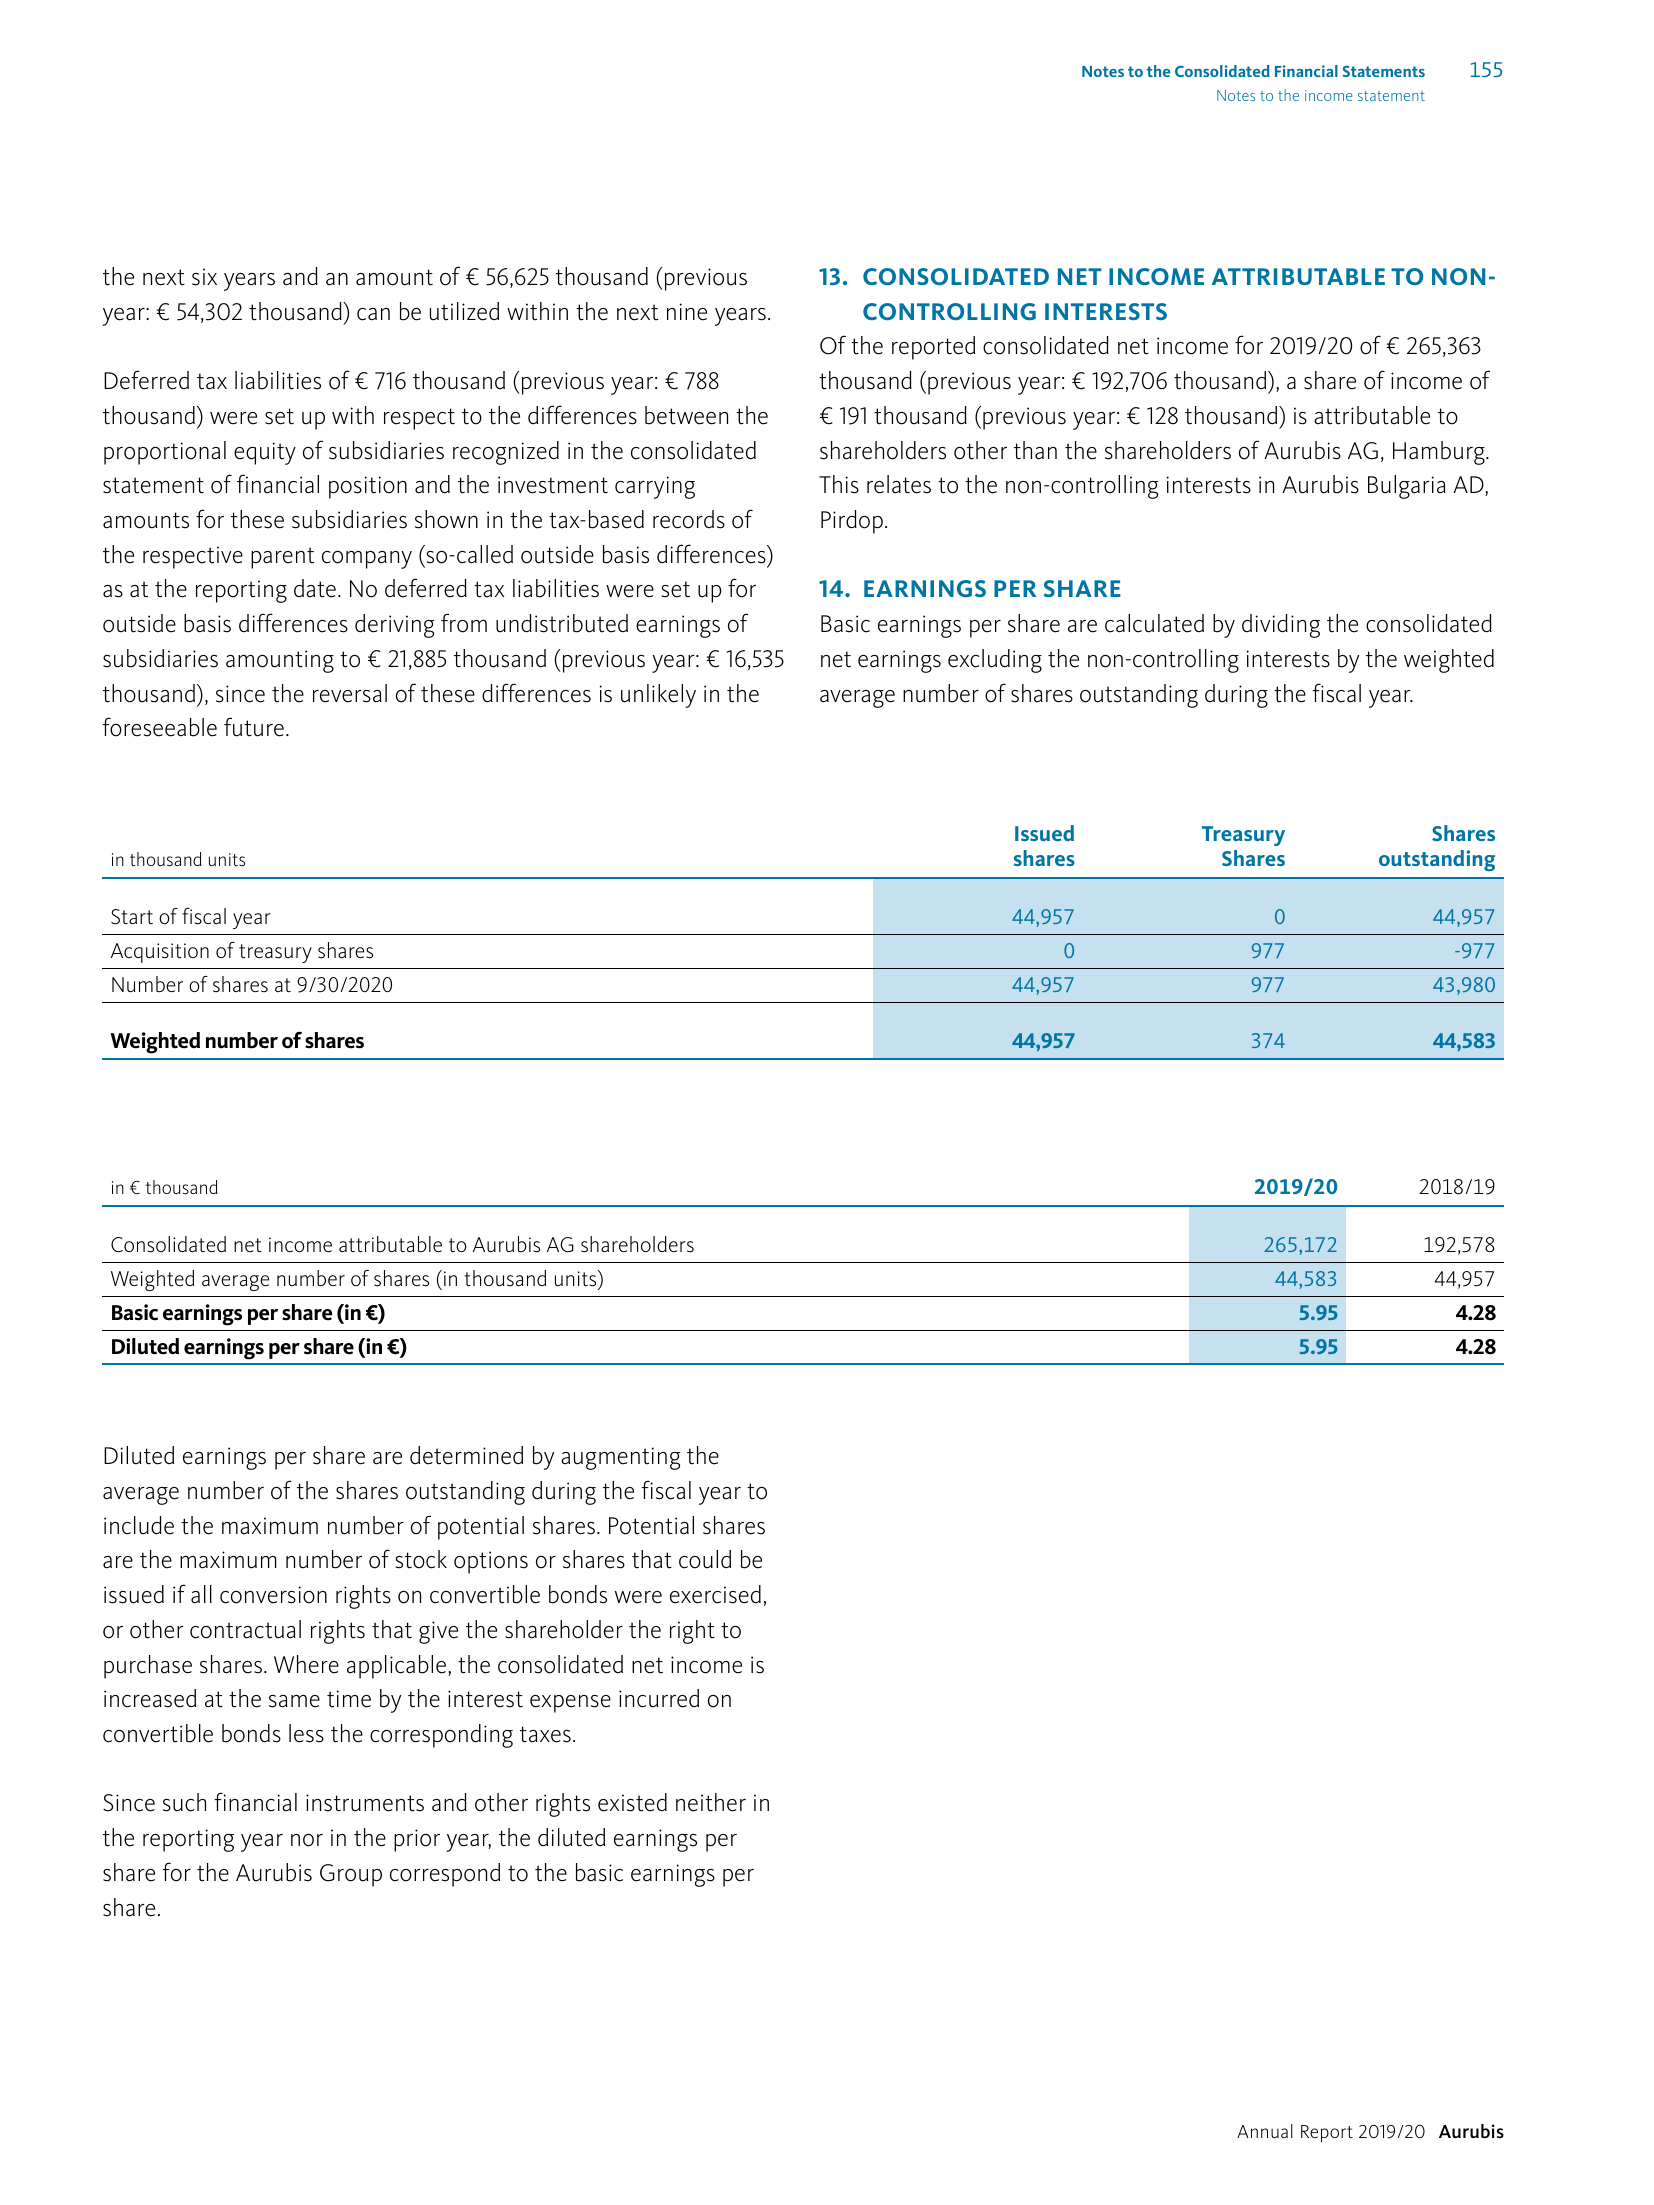 Notes to the Consolidated Financial Statements 155
Notes to the income statement
the next six years and an amount of € 56,625 thousand (previous
year: € 54,302 thousand) can be utilized within the next nine years.
Deferred tax liabilities of € 716 thousand (previous year: € 788
thousand) were set up with respect to the differences between the
proportional equity of subsidiaries recognized in the consolidated
statement of financial position and the investment carrying
amounts for these subsidiaries shown in the tax-based records of
the respective parent company (so-called outside basis differences)
as at the reporting date. No deferred tax liabilities were set up for
outside basis differences deriving from undistributed earnings of
subsidiaries amounting to € 21,885 thousand (previous year: € 16,535
thousand), since the reversal of these differences is unlikely in the
foreseeable future.
13. CONSOLIDATED NET INCOME ATTRIBUTABLE TO NON-
CONTROLLING INTERESTS
Of the reported consolidated net income for 2019/20 of € 265,363
thousand (previous year: € 192,706 thousand), a share of income of
€ 191 thousand (previous year: € 128 thousand) is attributable to
shareholders other than the shareholders of Aurubis AG, Hamburg.
This relates to the non-controlling interests in Aurubis Bulgaria AD,
Pirdop.
14. EARNINGS PER SHARE
Basic earnings per share are calculated by dividing the consolidated
net earnings excluding the non-controlling interests by the weighted
average number of shares outstanding during the fiscal year.
Issued Treasury Shares
in thousand units shares Shares outstanding
Start of fiscal year 44,957 0 44,957
Acquisition of treasury shares 0 977 -977
Number of shares at 9/30/2020 44,957 977 43,980
Weighted number of shares 44,957 374 44,583
in € thousand 2019/20 2018/19
Consolidated net income attributable to Aurubis AG shareholders 265,172 192,578
Weighted average number of shares (in thousand units) 44,583 44,957
Basic earnings per share (in €) 5.95 4.28
Diluted earnings per share (in €) 5.95 4.28
Diluted earnings per share are determined by augmenting the
average number of the shares outstanding during the fiscal year to
include the maximum number of potential shares. Potential shares
are the maximum number of stock options or shares that could be
issued if all conversion rights on convertible bonds were exercised,
or other contractual rights that give the shareholder the right to
purchase shares. Where applicable, the consolidated net income is
increased at the same time by the interest expense incurred on
convertible bonds less the corresponding taxes.
Since such financial instruments and other rights existed neither in
the reporting year nor in the prior year, the diluted earnings per
share for the Aurubis Group correspond to the basic earnings per
share.
Annual Report 2019/20 Aurubis